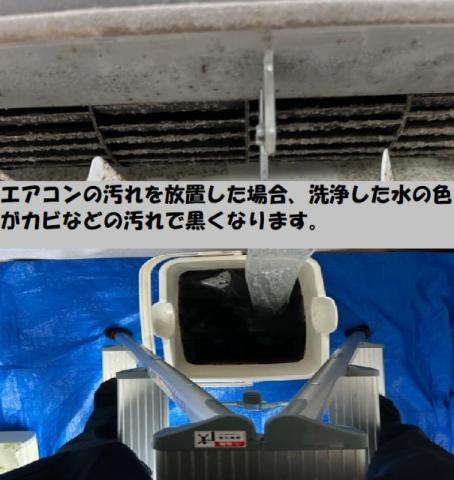 エアコンの汚れを放置した場合、洗浄した水の色
がカビなどの汚れで黒くなります。